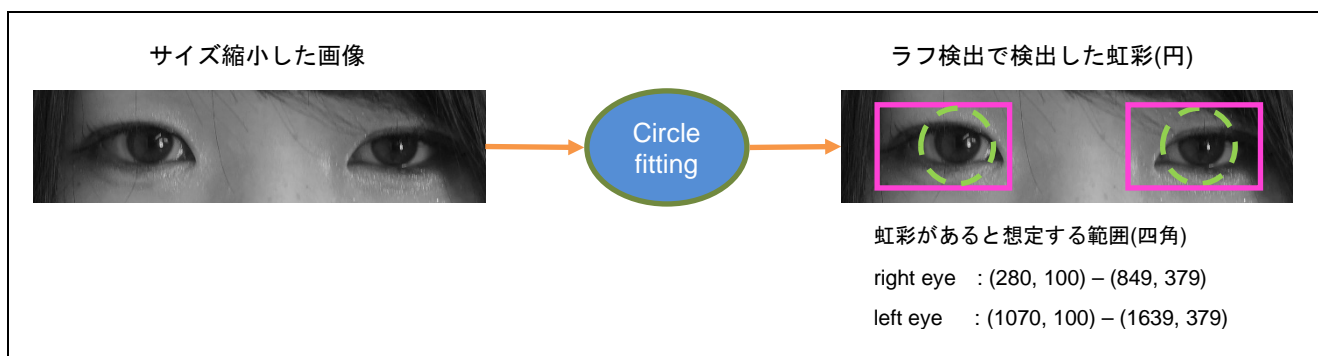 サイズ縮小した画像
ラフ検出で検出した虹彩(円)
Circle
fitting
虹彩があると想定する範囲(四角)
right eye : (280, 100) – (849, 379)
left eye : (1070, 100) – (1639, 379)